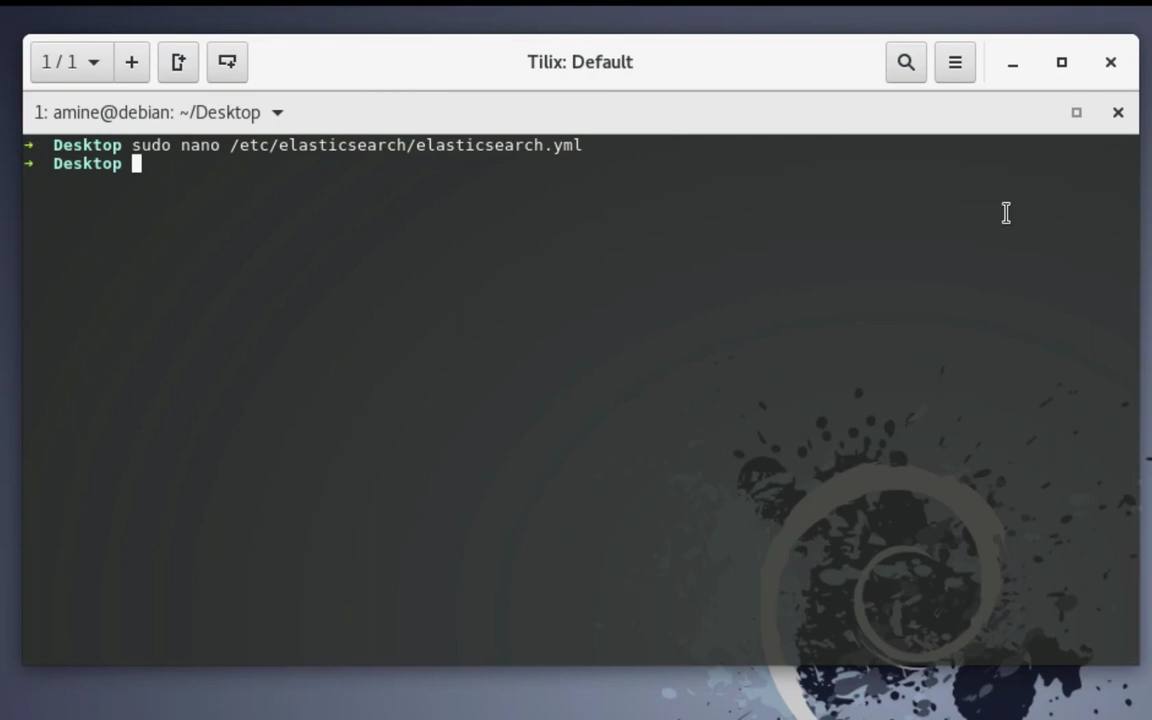 1 / 1
Tilix: Default
1: amine@debian: ~/Desktop
➜ Desktop sudo nano /etc/elasticsearch/elasticsearch.yml
➜ Desktop